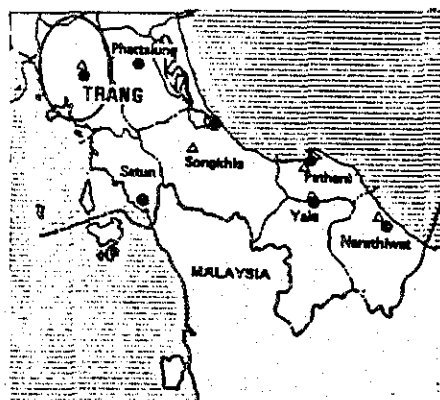 Phattalung
TRANG
Songkhla
Satun
Pattani
Yala
Narathiwat
MALAYSIA